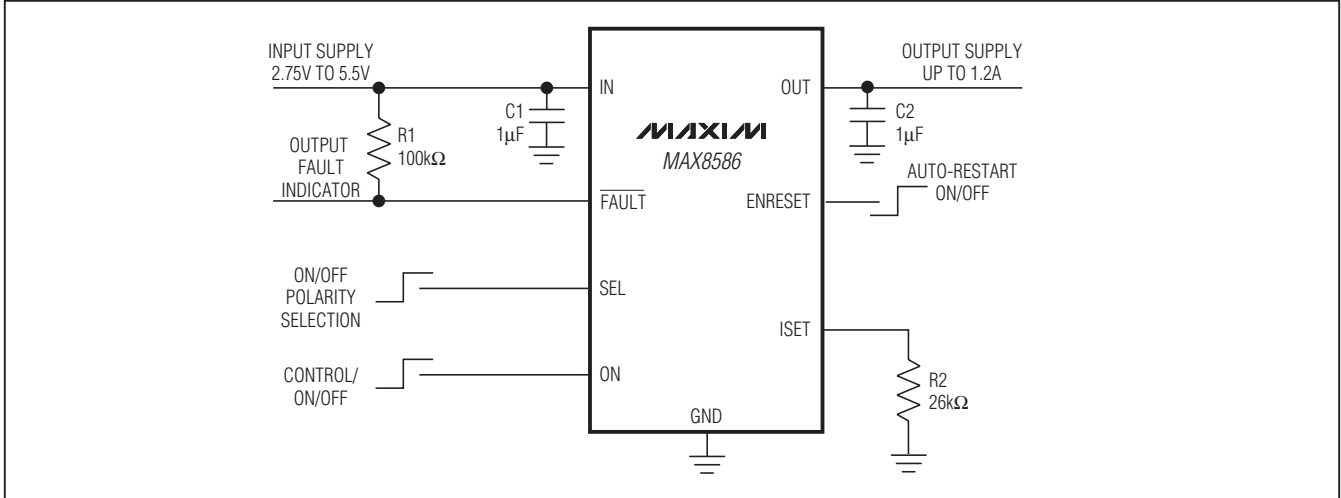 INPUT SUPPLY
2.75V TO 5.5V
OUTPUT SUPPLY
UP TO 1.2A
IN
OUT
C1
1μF
C2
1μF
MAXIM
MAX8586
R1
100kΩ
OUTPUT
FAULT
INDICATOR
AUTO-RESTART
ON/OFF
FAULT
ENRESET
ON/OFF
POLARITY
SELECTION
SEL
ISET
CONTROL/
ON/OFF
ON
R2
26kΩ
GND